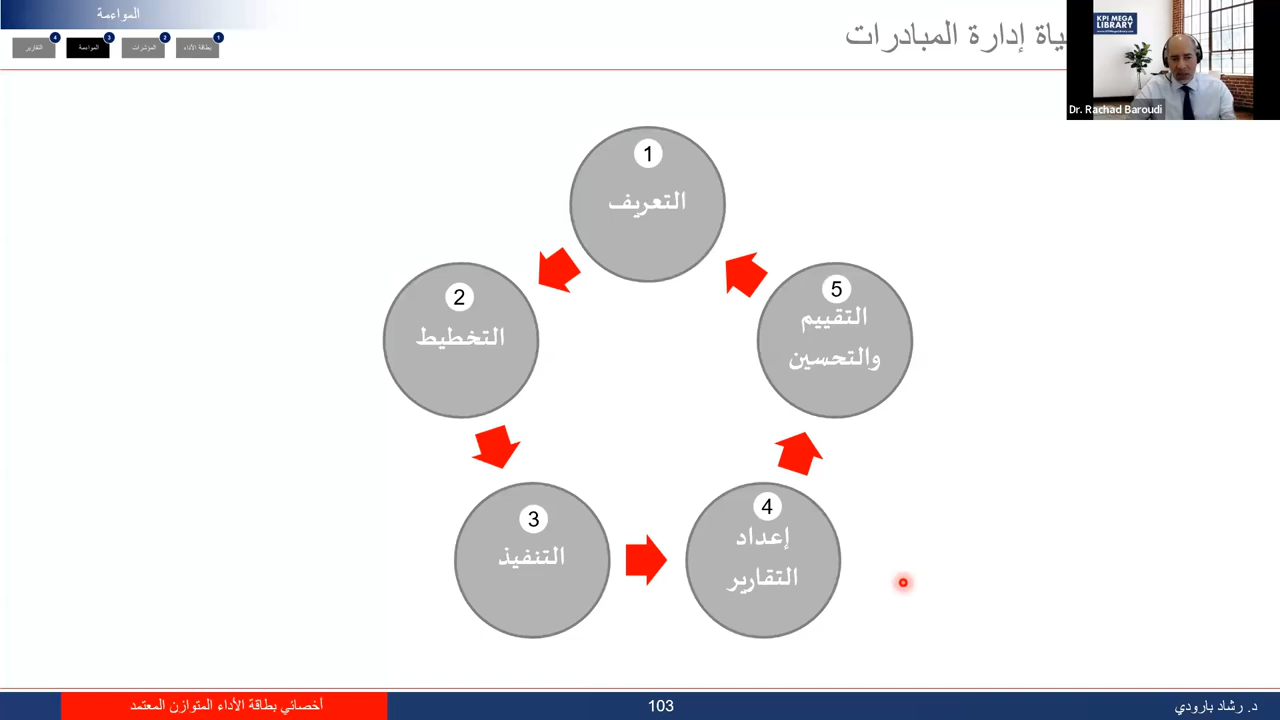 المواءمة
1
بطاقة الأداء
2
المؤشرات
3
المواءمة
4
التقارير
إدارة المبادرات
KPI MEGA
LIBRARY
Dr. Rachad Baroudi
1
التعريف
2
التخطيط
3
التنفيذ
4
إعداد
التقارير
5
التقييم
والتحسين
د. رشاد بارودي
103
أخصائي بطاقة الأداء المتوازن المعتمد